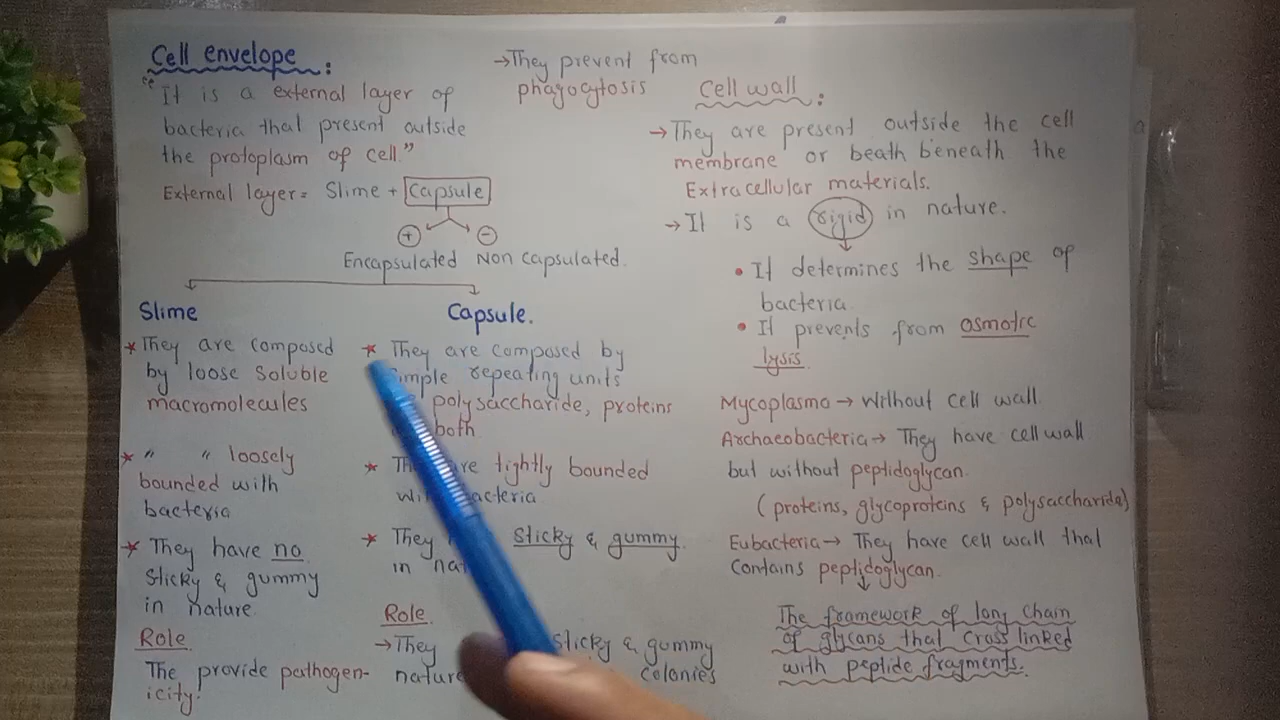 Cell envelope :
"It is a external layer of
bacteria that present outside
the protoplasm of cell."
External layer = Slime + Capsule
+ -
Encapsulated Non capsulated.
Slime
* They are composed
by loose soluble
macromolecules
* " " loosely
bounded with
bacteria
* They have no
sticky & gummy
in nature.
Role
The provide pathogen-
icity.
→They prevent from
phagocytosis
Capsule.
* They are composed by
simple repeating units
polysaccharide, proteins
both
* They are tightly bounded
with bacteria
* They sticky & gummy
in nat
Role
→They sticky & gummy
nature colonies
Cell wall :
→They are present outside the cell
membrane or beath beneath the
Extracellular materials.
→It is a rigid in nature.
• It determines the shape of
bacteria.
• It prevents from osmotic
lysis.
Mycoplasma → Without cell wall
Archaeobacteria→ They have cell wall
but without peptidoglycan.
(proteins, glycoproteins & polysaccharide)
Eubacteria→ They have cell wall that
contains peptidoglycan.
The framework of long chain
of glycans that cross linked
with peptide fragments.